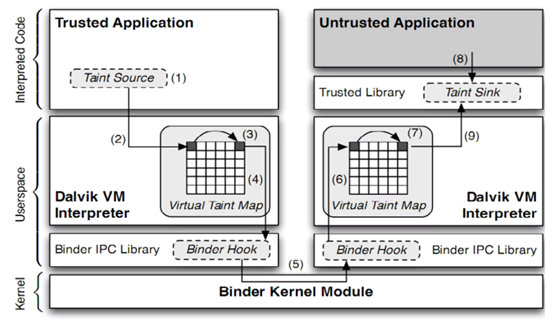 Interpreted Code
Userspace
Kernel
Trusted Application
Taint Source
(1)
(2)
(3)
(4)
Virtual Taint Map
Dalvik VM
Interpreter
Binder IPC Library
Binder Hook
(5)
Untrusted Application
(8)
Trusted Library
Taint Sink
(9)
(7)
(6)
Virtual Taint Map
Dalvik VM
Interpreter
Binder Hook
Binder IPC Library
Binder Kernel Module